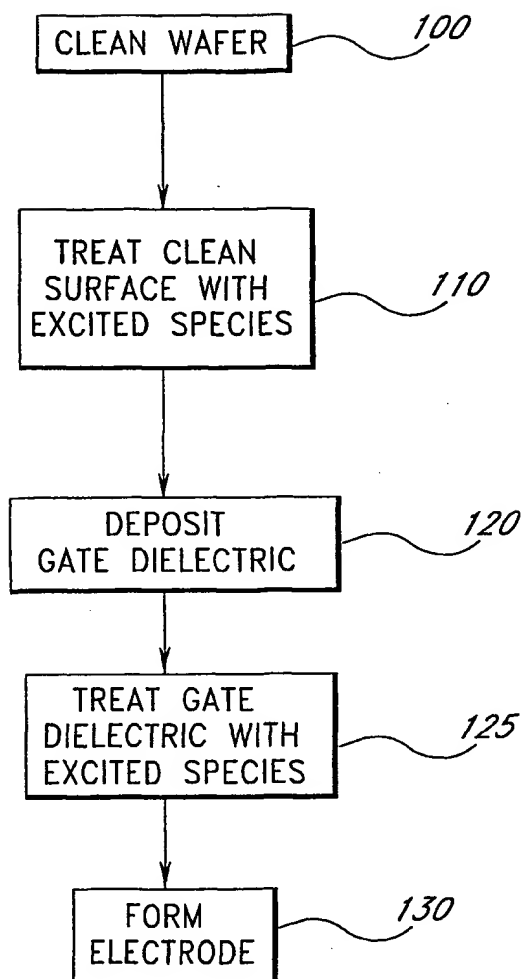 CLEAN WAFER
100
TREAT CLEAN
SURFACE WITH
EXCITED SPECIES
110
DEPOSIT
GATE DIELECTRIC
120
TREAT GATE
DIELECTRIC WITH
EXCITED SPECIES
125
FORM
ELECTRODE
130